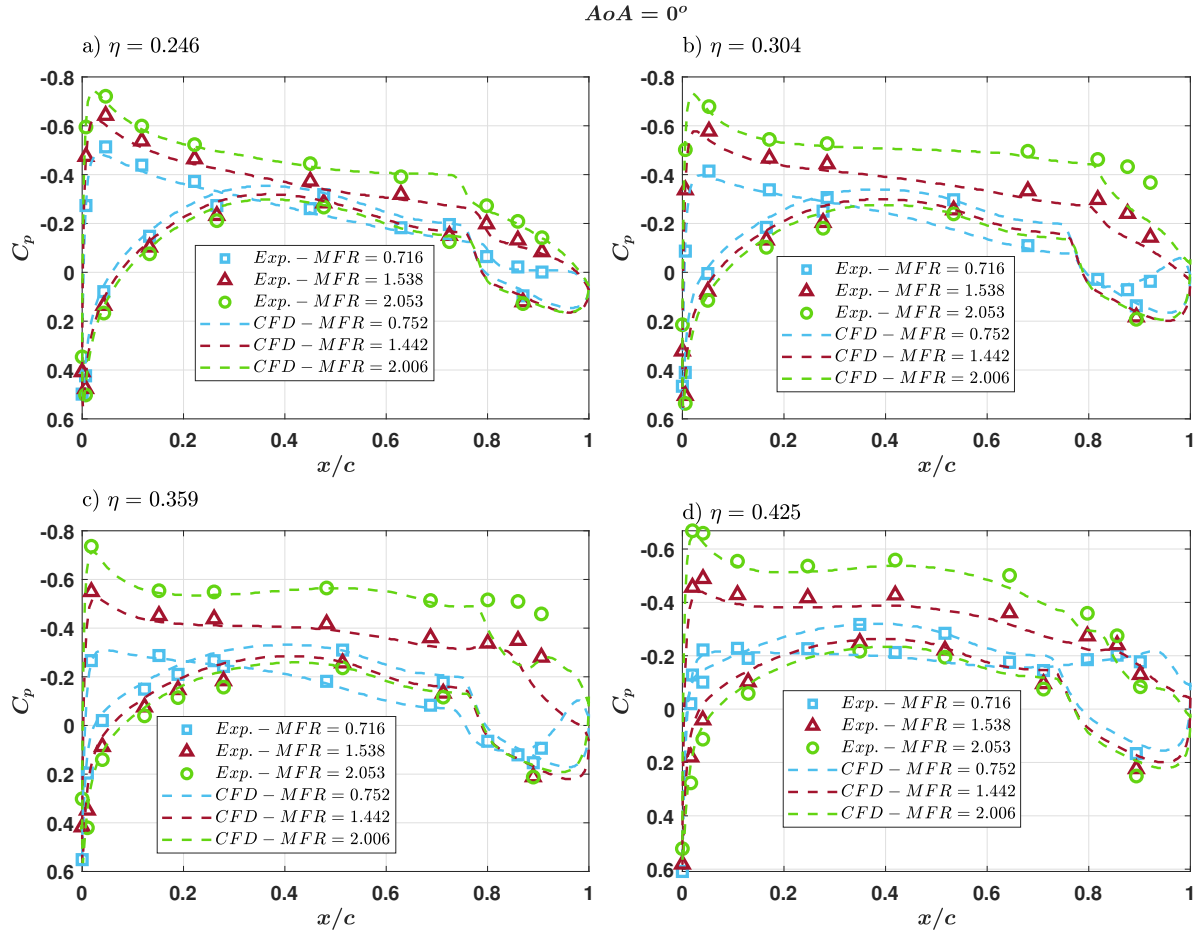 AoA = 0°
a) η = 0.246
-0.8
-0.6
-0.4
-0.2
0
0.2
0.4
0.6
C_p
Exp. − MFR = 0.716
Exp. − MFR = 1.538
Exp. − MFR = 2.053
CFD − MFR = 0.752
CFD − MFR = 1.442
CFD − MFR = 2.006
0 0.2 0.4 0.6 0.8 1
x/c
b) η = 0.304
-0.8
-0.6
-0.4
-0.2
0
0.2
0.4
0.6
C_p
Exp. − MFR = 0.716
Exp. − MFR = 1.538
Exp. − MFR = 2.053
CFD − MFR = 0.752
CFD − MFR = 1.442
CFD − MFR = 2.006
0 0.2 0.4 0.6 0.8 1
x/c
c) η = 0.359
-0.8
-0.6
-0.4
-0.2
0
0.2
0.4
0.6
C_p
Exp. − MFR = 0.716
Exp. − MFR = 1.538
Exp. − MFR = 2.053
CFD − MFR = 0.752
CFD − MFR = 1.442
CFD − MFR = 2.006
0 0.2 0.4 0.6 0.8 1
x/c
d) η = 0.425
-0.6
-0.4
-0.2
0
0.2
0.4
0.6
C_p
Exp. − MFR = 0.716
Exp. − MFR = 1.538
Exp. − MFR = 2.053
CFD − MFR = 0.752
CFD − MFR = 1.442
CFD − MFR = 2.006
0 0.2 0.4 0.6 0.8 1
x/c